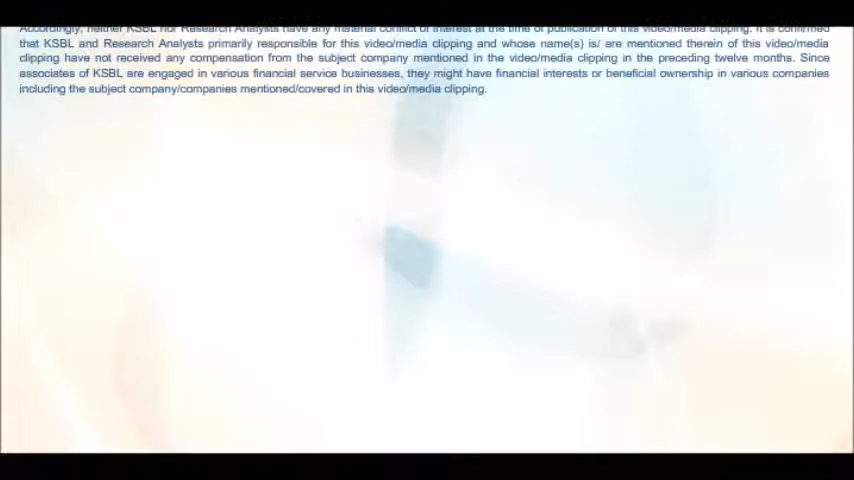 Accordingly, neither KSBL nor Research Analysts have any material conflict of interest at the time of publication of this video/media clipping. It is confirmed
that KSBL and Research Analysts primarily responsible for this video/media clipping and whose name(s) is/ are mentioned therein of this video/media
clipping have not received any compensation from the subject company mentioned in the video/media clipping in the preceding twelve months. Since
associates of KSBL are engaged in various financial service businesses, they might have financial interests or beneficial ownership in various companies
including the subject company/companies mentioned/covered in this video/media clipping.